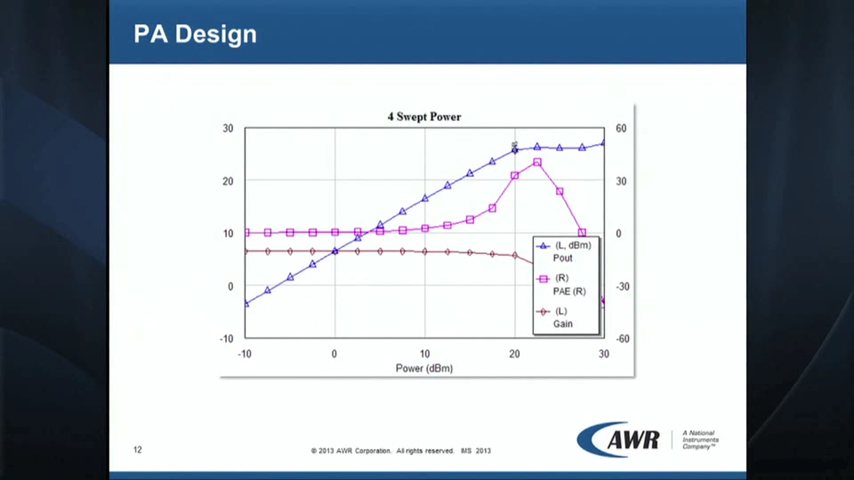 PA Design
4 Swept Power
30
20
10
0
-10
60
30
0
-30
-60
-10
0
10
20
30
Power (dBm)
(L, dBm)
Pout
(R)
PAE (R)
(L)
Gain
12
© 2013 AWR Corporation. All rights reserved. IMS 2013
AWR
A National
Instruments
Company™